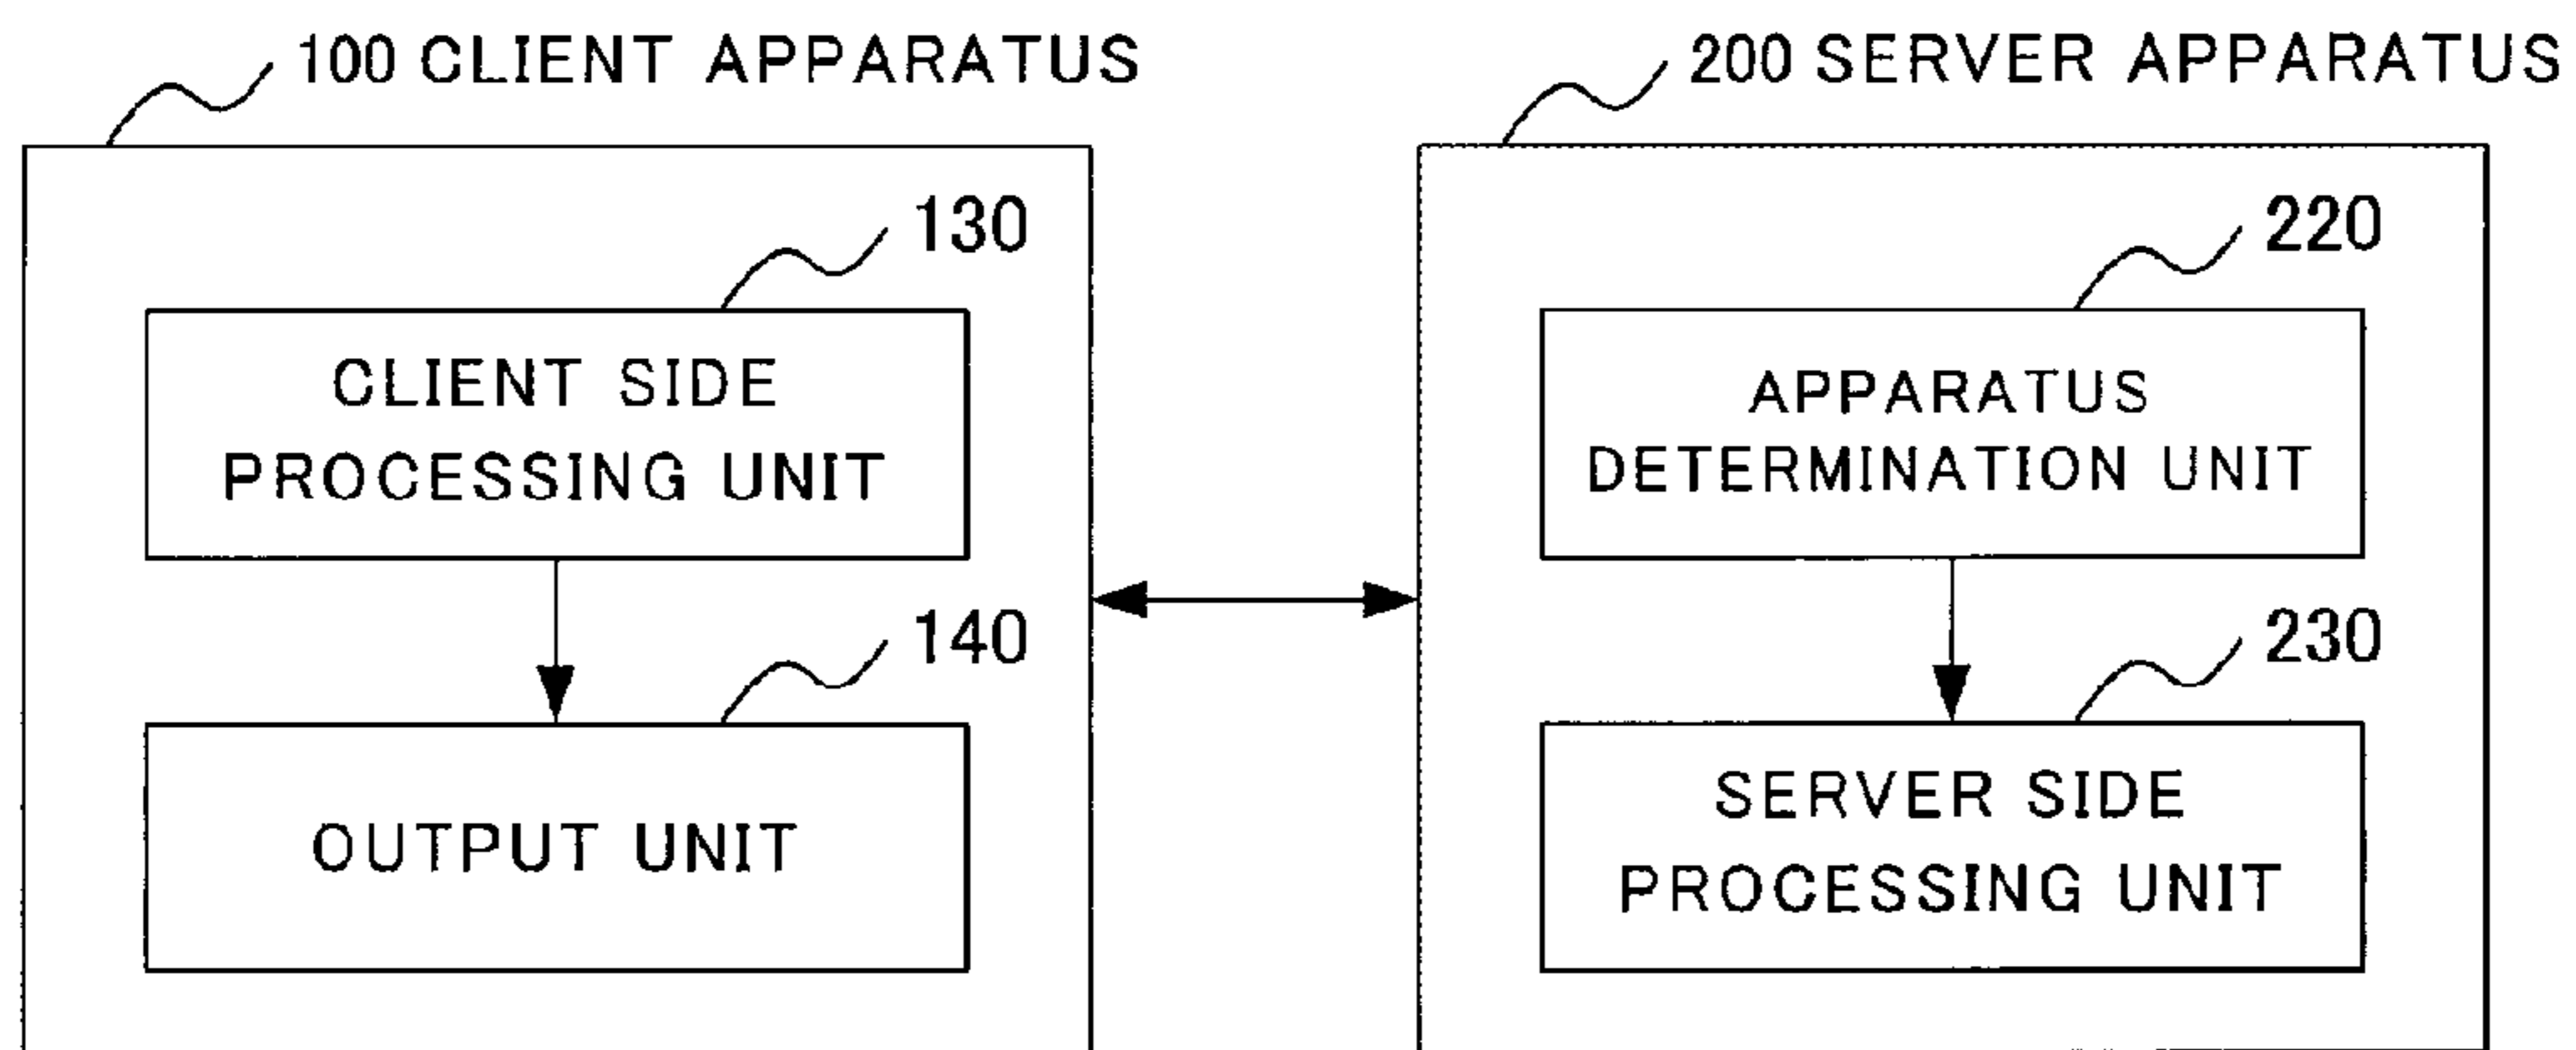 100 CLIENT APPARATUS
130
CLIENT SIDE
PROCESSING UNIT
140
OUTPUT UNIT
200 SERVER APPARATUS
220
APPARATUS
DETERMINATION UNIT
230
SERVER SIDE
PROCESSING UNIT